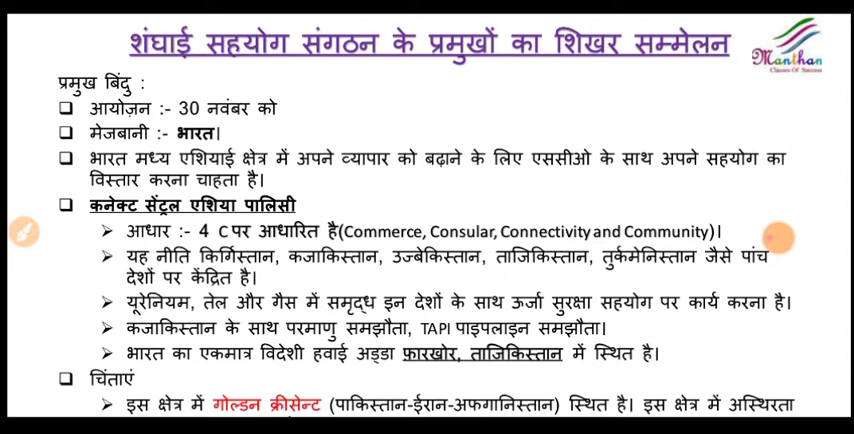 शंघाई सहयोग संगठन के प्रमुखों का शिखर सम्मेलन
Manthan
Classes Of Success
प्रमुख बिंदु :
आयोज़न :- 30 नवंबर को
मेजबानी :- भारत।
भारत मध्य एशियाई क्षेत्र में अपने व्यापार को बढ़ाने के लिए एससीओ के साथ अपने सहयोग का
विस्तार करना चाहता है।
कनेक्ट सेंट्रल एशिया पालिसी
आधार :- 4 C पर आधारित है(Commerce, Consular, Connectivity and Community)।
यह नीति किर्गिस्तान, कजाकिस्तान, उज्बेकिस्तान, ताजिकिस्तान, तुर्कमेनिस्तान जैसे पांच
देशों पर केंद्रित है।
यूरेनियम, तेल और गैस में समृद्ध इन देशों के साथ ऊर्जा सुरक्षा सहयोग पर कार्य करना है।
कजाकिस्तान के साथ परमाणु समझौता, TAPI पाइपलाइन समझौता।
भारत का एकमात्र विदेशी हवाई अड्डा फ़ारखोर, ताजिकिस्तान में स्थित है।
चिंताएं
इस क्षेत्र में गोल्डन क्रीसेन्ट (पाकिस्तान-ईरान-अफगानिस्तान) स्थित है। इस क्षेत्र में अस्थिरता